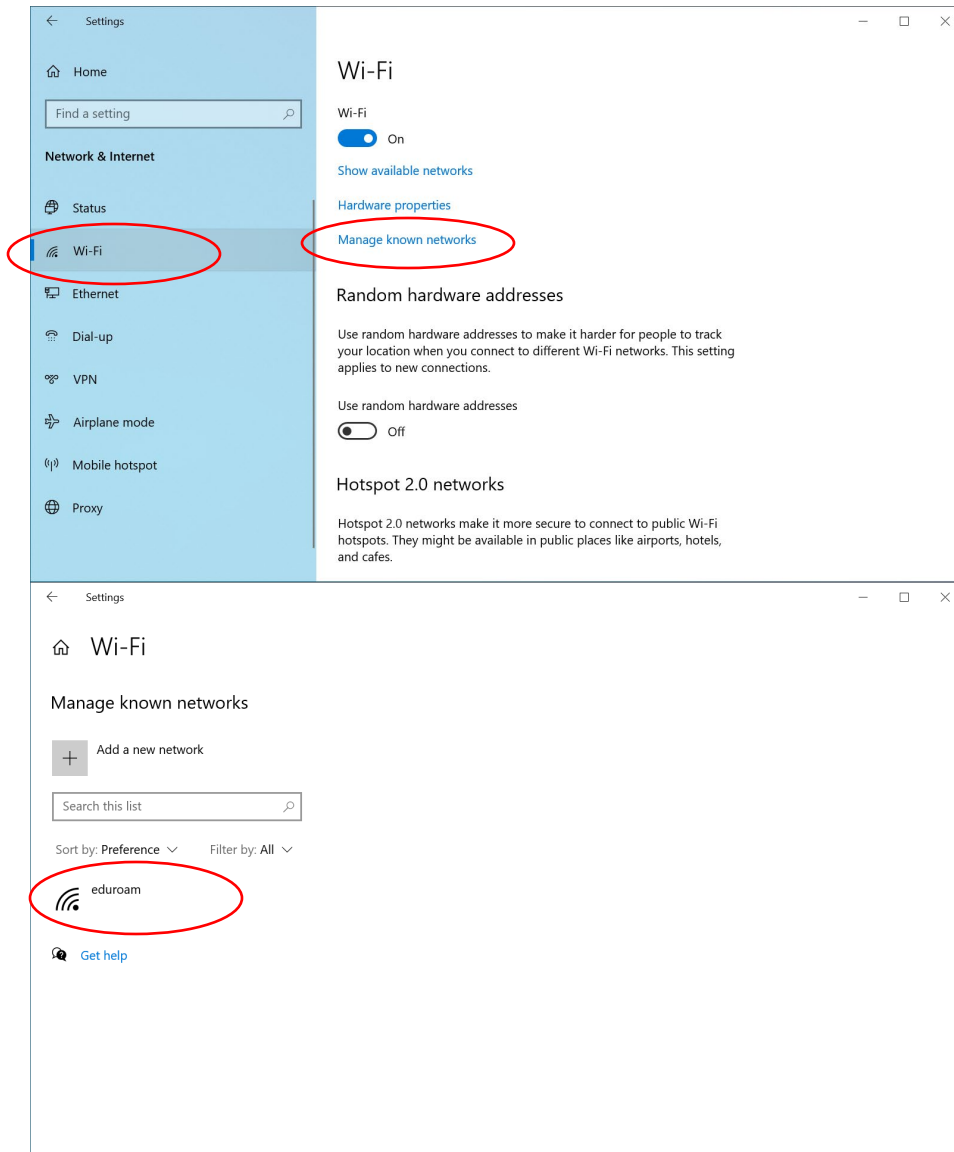 Settings
Home
Find a setting
Network & Internet
Status
Wi-Fi
Ethernet
Dial-up
VPN
Airplane mode
Mobile hotspot
Proxy
Wi-Fi
Wi-Fi
On
Show available networks
Hardware properties
Manage known networks
Random hardware addresses
Use random hardware addresses to make it harder for people to track
your location when you connect to different Wi-Fi networks. This setting
applies to new connections.
Use random hardware addresses
Off
Hotspot 2.0 networks
Hotspot 2.0 networks make it more secure to connect to public Wi-Fi
hotspots. They might be available in public places like airports, hotels,
and cafes.
Settings
Wi-Fi
Manage known networks
Add a new network
Search this list
Sort by: Preference Filter by: All
eduroam
Get help